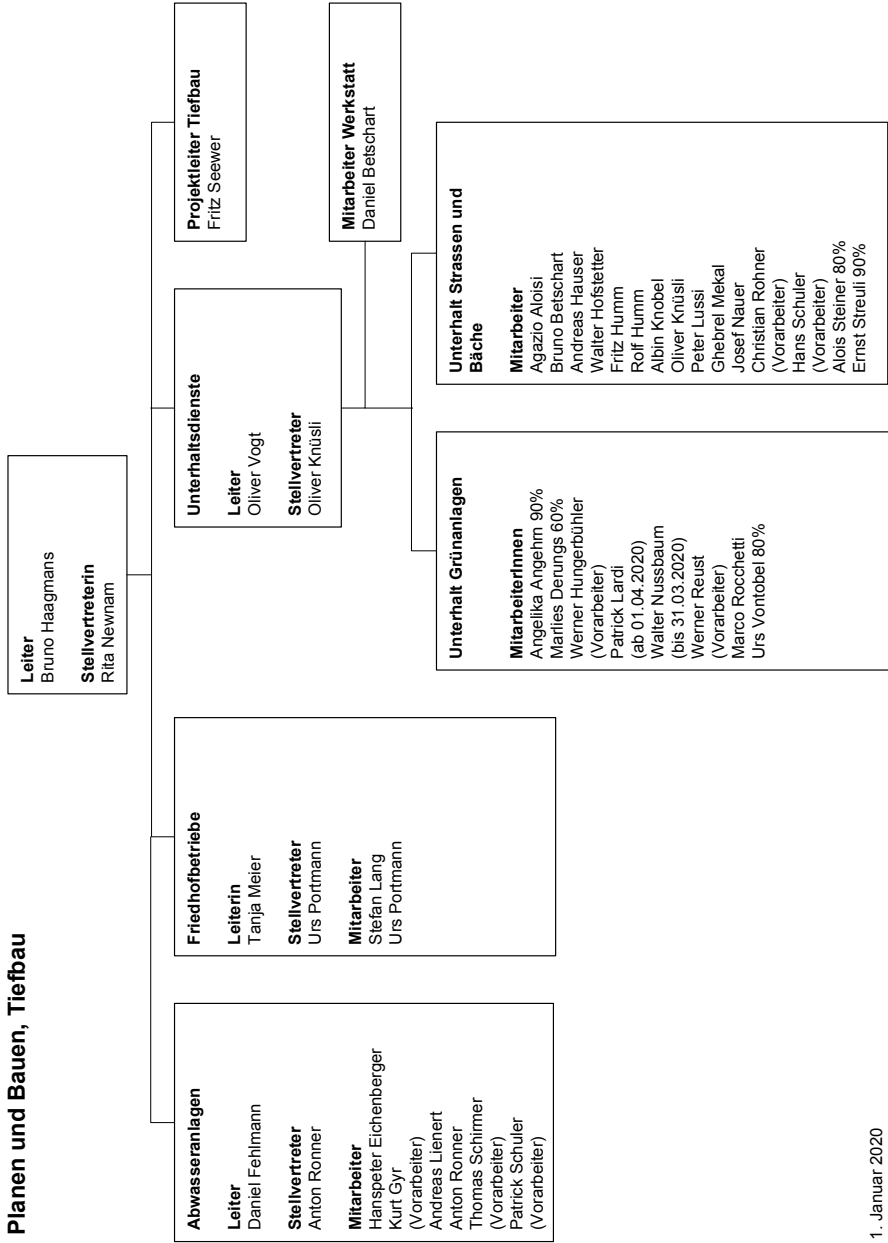 Planen und Bauen, Tiefbau
Leiter
Bruno Haagmans
Stellvertreterin
Rita Newnam
Abwasseranlagen
Leiter
Daniel Fehlmann
Stellvertreter
Anton Ronner
Mitarbeiter
Hanspeter Eichenberger
Kurt Gyr
(Vorarbeiter)
Andreas Lienert
Anton Ronner
Thomas Schirmer
(Vorarbeiter)
Patrick Schuler
(Vorarbeiter)
Friedhofbetriebe
Leiterin
Tanja Meier
Stellvertreter
Urs Portmann
Mitarbeiter
Stefan Lang
Urs Portmann
Unterhaltsdienste
Leiter
Oliver Vogt
Stellvertreter
Oliver Knüsli
Projektleiter Tiefbau
Fritz Seewer
Mitarbeiter Werkstatt
Daniel Betschart
Unterhalt Grünanlagen
MitarbeiterInnen
Angelika Angehrn 90%
Marlies Derungs 60%
Werner Hungerbühler
(Vorarbeiter)
Patrick Lardi
(ab 01.04.2020)
Walter Nussbaum
(bis 31.03.2020)
Werner Reust
(Vorarbeiter)
Marco Rocchetti
Urs Vontobel 80%
Unterhalt Strassen und
Bäche
Mitarbeiter
Agazio Aloisi
Bruno Betschart
Andreas Hauser
Walter Hofstetter
Fritz Humm
Rolf Humm
Albin Knobel
Oliver Knüsli
Peter Lussi
Ghebrel Mekal
Josef Nauer
Christian Rohner
(Vorarbeiter)
Hans Schuler
(Vorarbeiter)
Alois Steiner 80%
Ernst Streuli 90%
1. Januar 2020